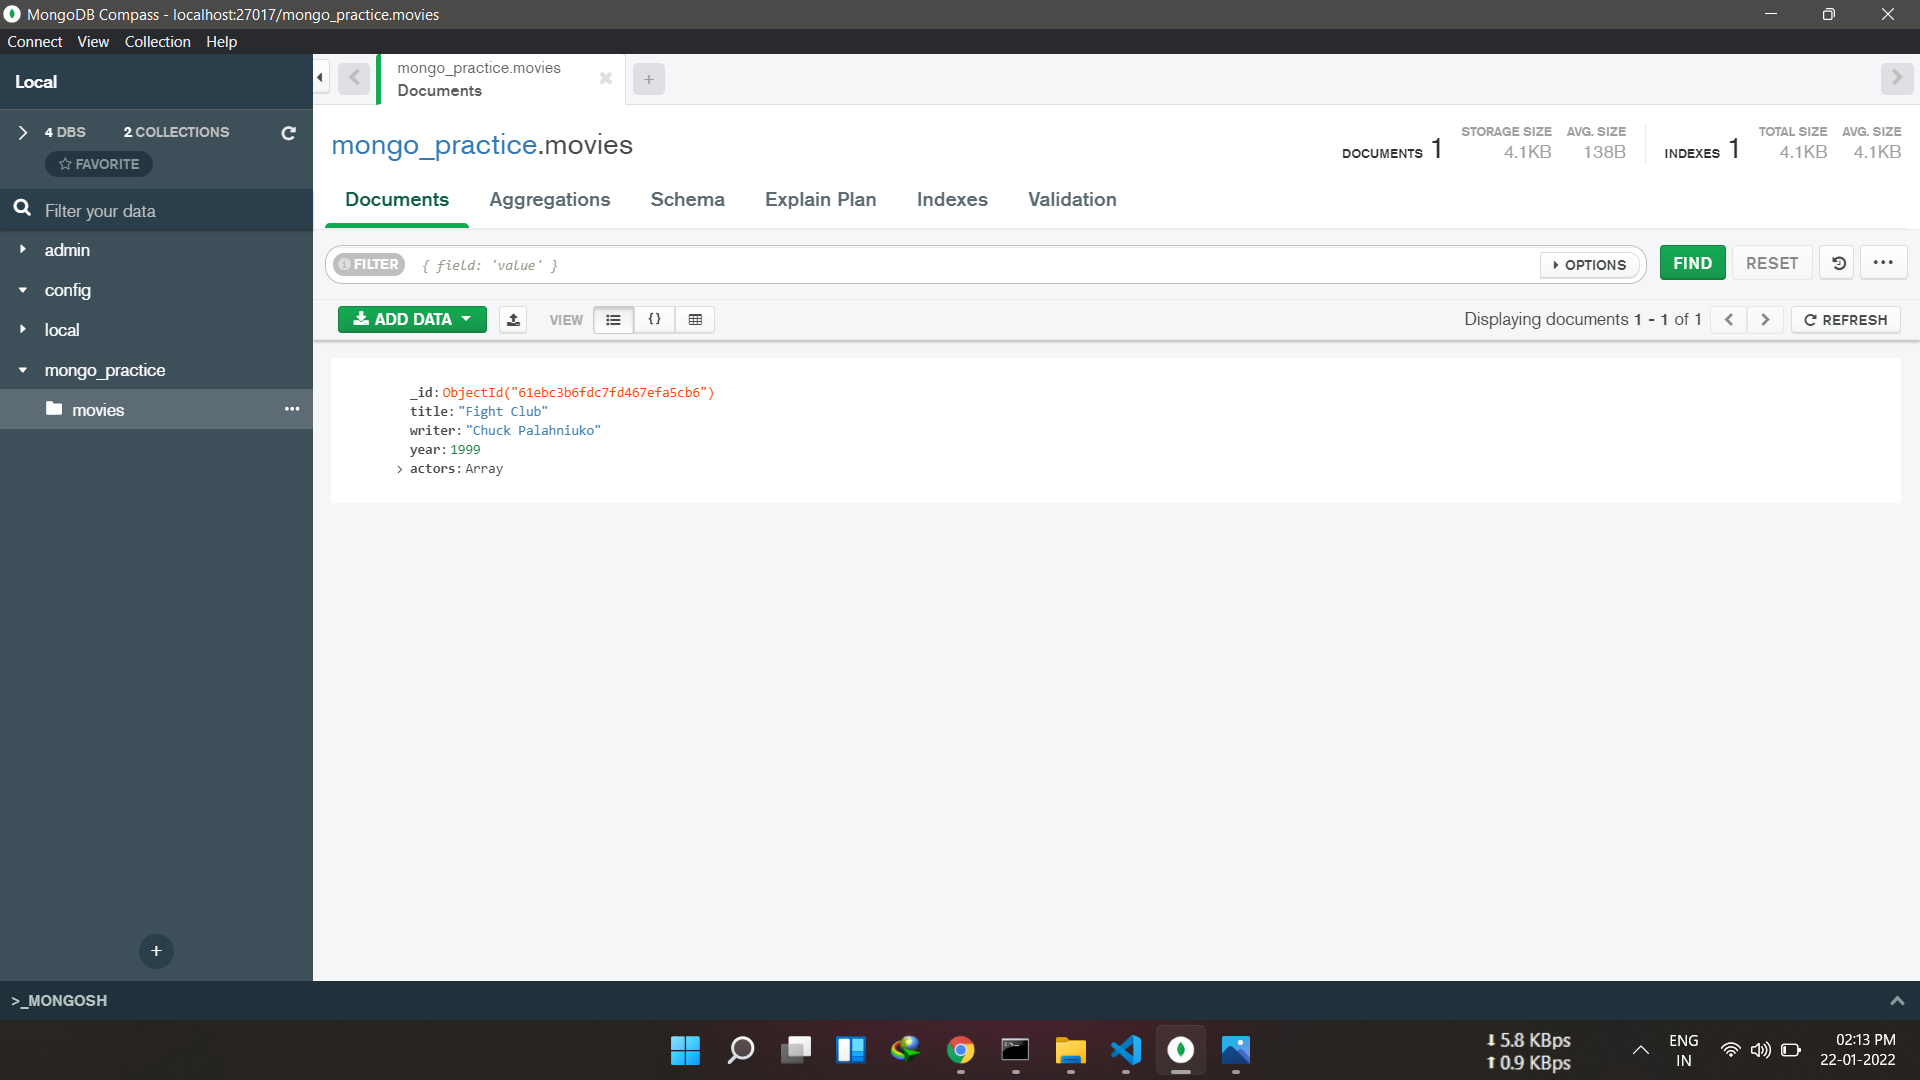 MongoDB Compass - localhost:27017/mongo_practice.movies
Connect View Collection Help
Local
4 DBS 2 COLLECTIONS
FAVORITE
Filter your data
admin
config
local
mongo_practice
movies
mongo_practice.movies
Documents
mongo_practice.movies
DOCUMENTS 1 STORAGE SIZE 4.1KB AVG. SIZE 138B INDEXES 1 TOTAL SIZE 4.1KB AVG. SIZE 4.1KB
Documents Aggregations Schema Explain Plan Indexes Validation
FILTER { field: 'value' } OPTIONS FIND RESET
ADD DATA VIEW Displaying documents 1 - 1 of 1 REFRESH
_id: ObjectId("61ebc3b6fdc7fd467efa5cb6")
title: "Fight Club"
writer: "Chuck Palahniuko"
year: 1999
actors: Array
>_MONGOSH
5.8 KBps
0.9 KBps
ENG
IN
02:13 PM
22-01-2022